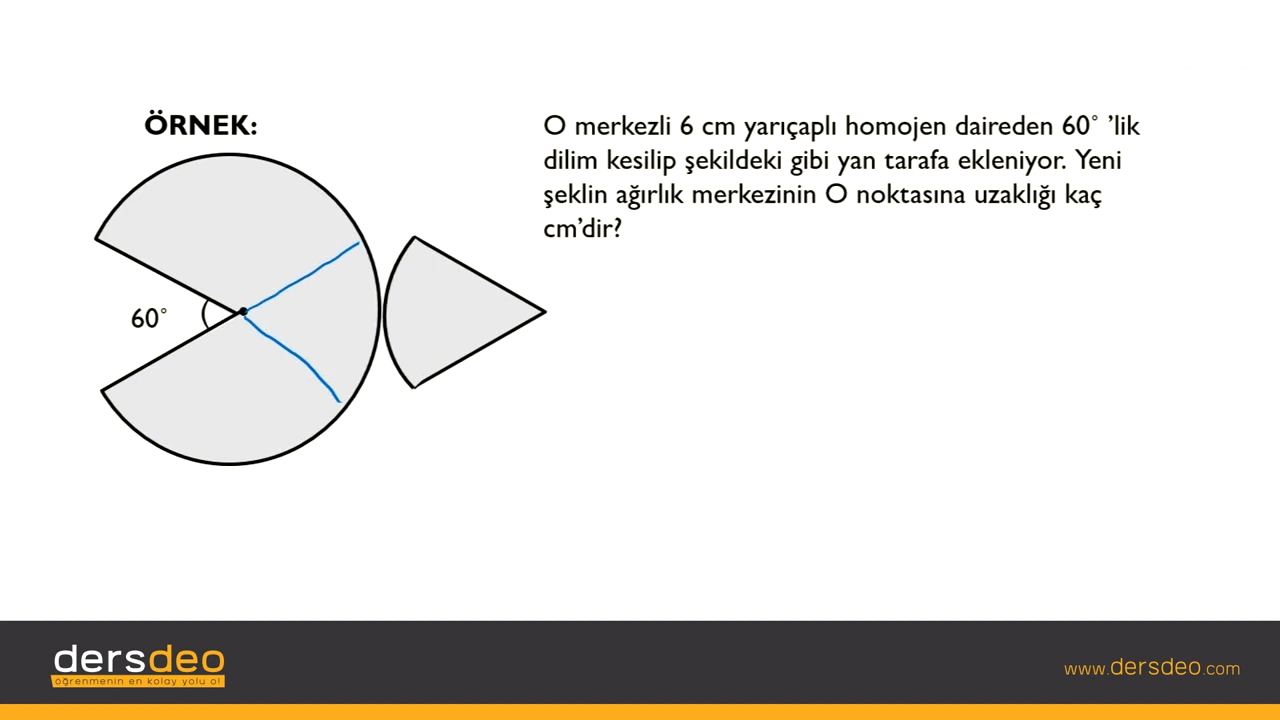 ÖRNEK:
O merkezli 6 cm yarıçaplı homojen daireden 60˚ ’lik
dilim kesilip şekildeki gibi yan tarafa ekleniyor. Yeni
şeklin ağırlık merkezinin O noktasına uzaklığı kaç
cm’dir?
60˚
dersdeo
öğrenmenin en kolay yolu o!
www.dersdeo.com